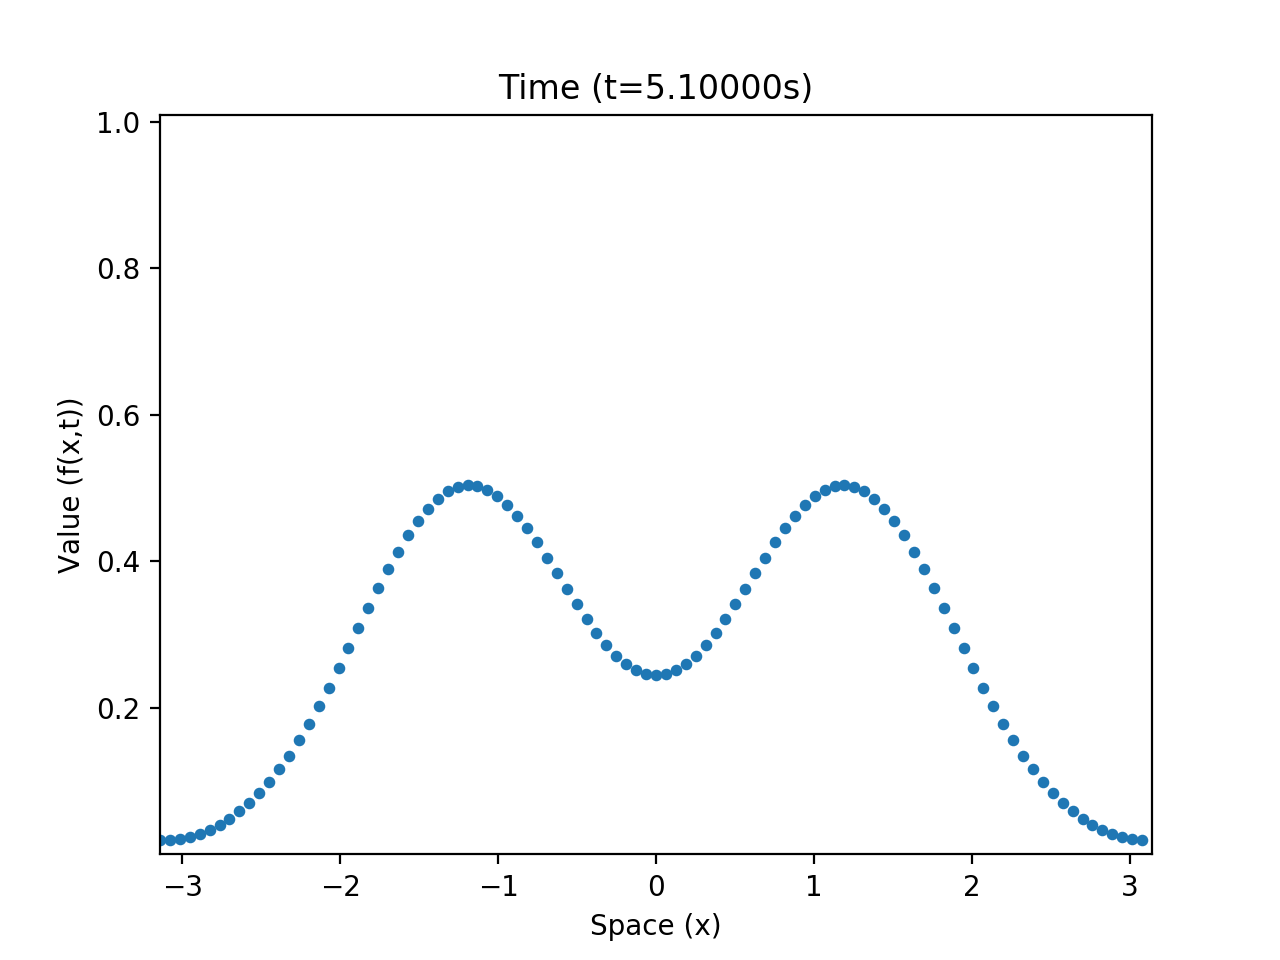 Time (t=5.10000s)
1.0
0.8
0.6
0.4
0.2
Value (f(x,t))
−3 −2 −1 0 1 2 3
Space (x)